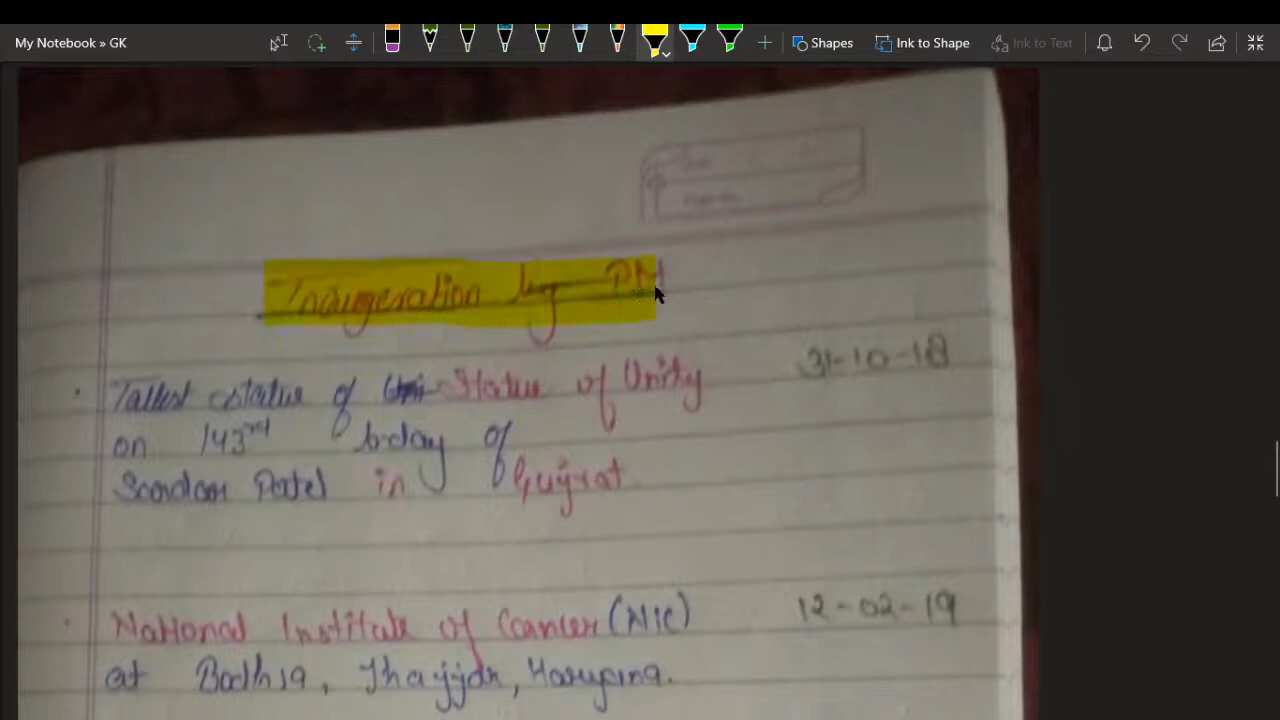 My Notebook » GK
Shapes
Ink to Shape
Ink to Text
Inaugeration by PM
31-10-18
Tallest statue of Statue of Unity
on 143rd b-day of
Sardar Patel in Gujrat
National Institute of Cancer (NIC)
12-02-19
at Badhsa, Jhajjar, Haryana.